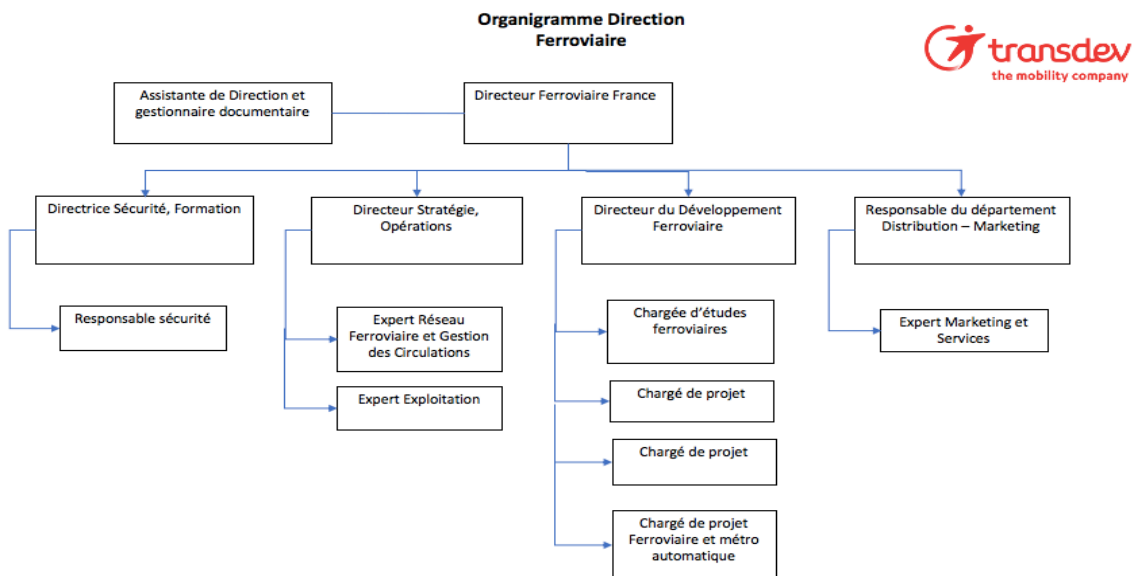 Organigramme Direction
Ferroviaire
transdev
the mobility company
Assistante de Direction et
gestionnaire documentaire
Directeur Ferroviaire France
Directrice Sécurité, Formation
Directeur Stratégie,
Opérations
Directeur du Développement
Ferroviaire
Responsable du département
Distribution – Marketing
Responsable sécurité
Expert Réseau
Ferroviaire et Gestion
des Circulations
Expert Exploitation
Chargée d'études
ferroviaires
Chargé de projet
Chargé de projet
Chargé de projet
Ferroviaire et métro
automatique
Expert Marketing et
Services